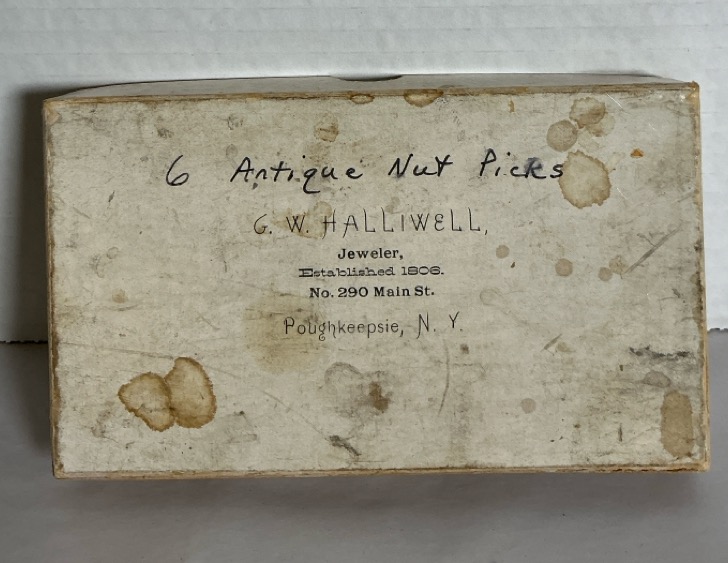 6 Antique Nut Picks
G. W. HALLIWELL,
Jeweler,
Established 1806.
No. 290 Main St.
Poughkeepsie, N. Y.